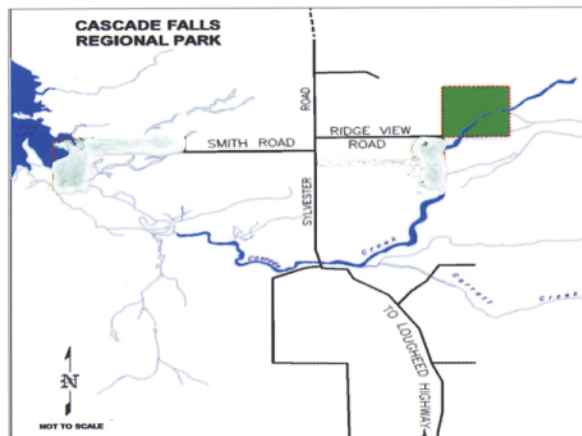 CASCADE FALLS
REGIONAL PARK
ROAD
RIDGE VIEW
ROAD
SMITH ROAD
SYLVESTER
Creek
Carratt
Creek
TO LOUGHEED HIGHWAY
N
NOT TO SCALE